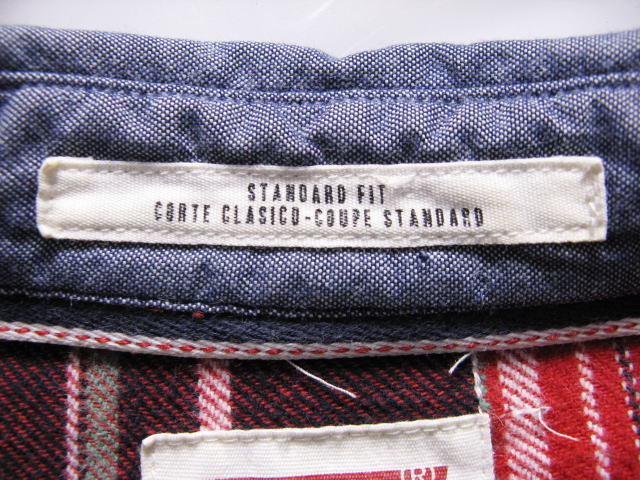 STANDARD FIT
CORTE CLASICO-COUPE STANDARD
®